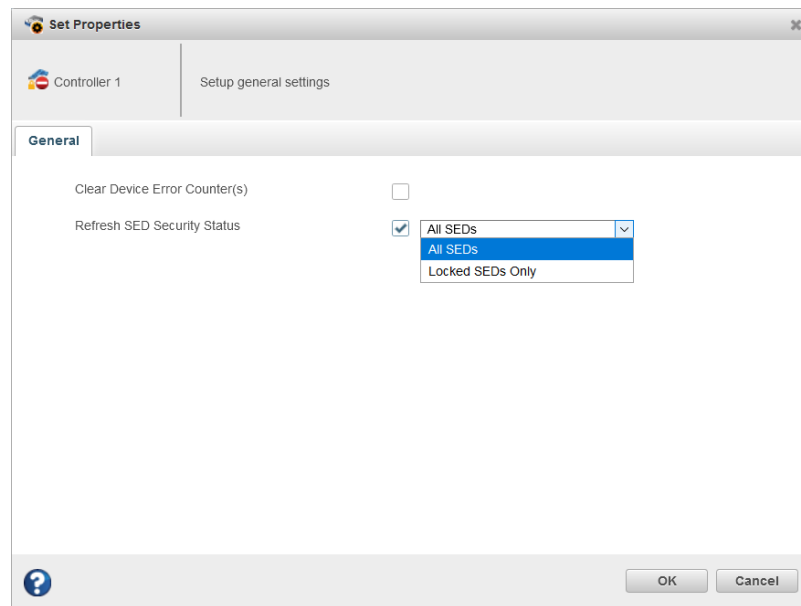 Set Properties
Controller 1
Setup general settings
General
Clear Device Error Counter(s)
Refresh SED Security Status
All SEDs
All SEDs
Locked SEDs Only
?
OK
Cancel